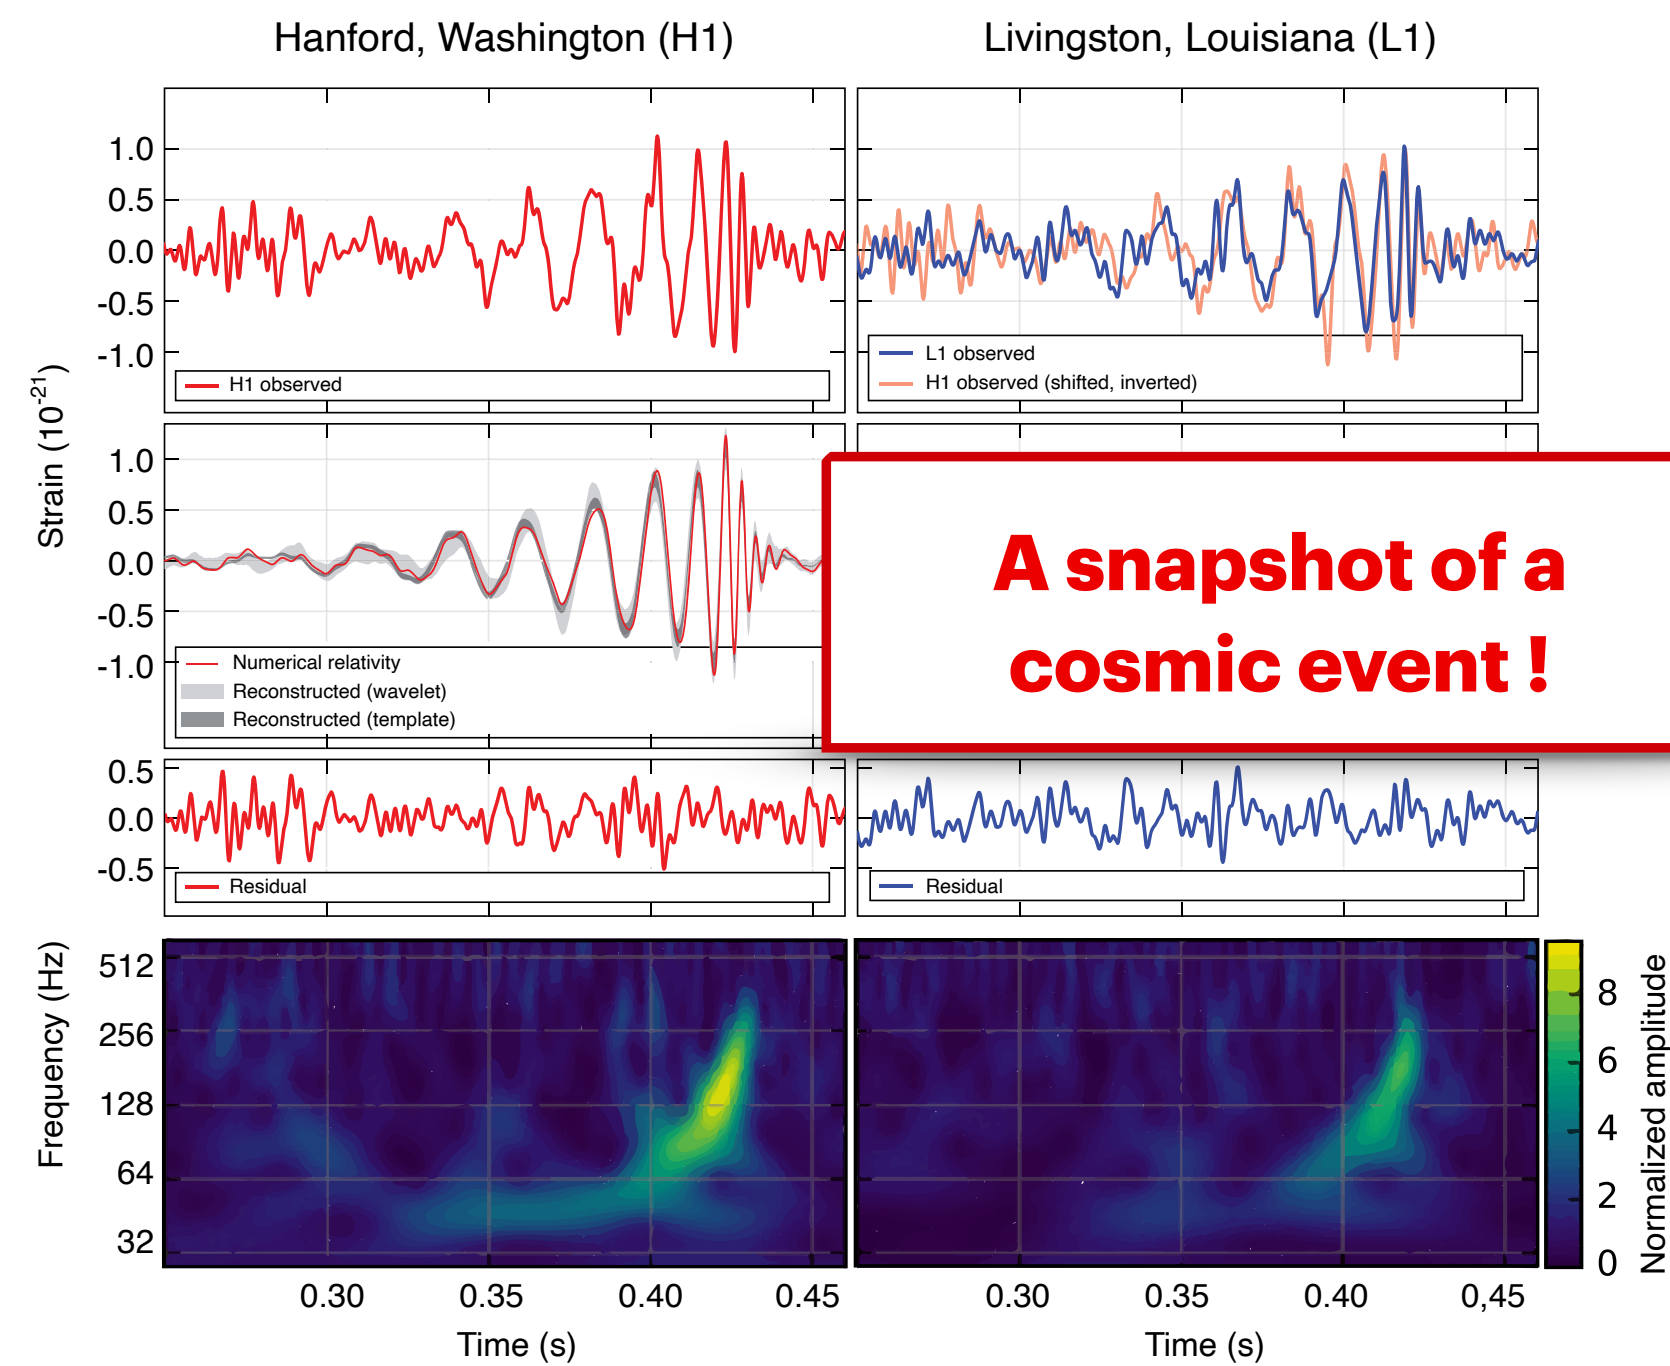 Hanford, Washington (H1)
Livingston, Louisiana (L1)
Strain (10⁻²¹)
1.0
0.5
0.0
-0.5
-1.0
H1 observed
L1 observed
H1 observed (shifted, inverted)
1.0
0.5
0.0
-0.5
-1.0
Numerical relativity
Reconstructed (wavelet)
Reconstructed (template)
A snapshot of a
cosmic event !
0.5
0.0
-0.5
Residual
Residual
Frequency (Hz)
512
256
128
64
32
8
6
4
2
0
Normalized amplitude
0.30
0.35
0.40
0.45
0.30
0.35
0.40
0,45
Time (s)
Time (s)